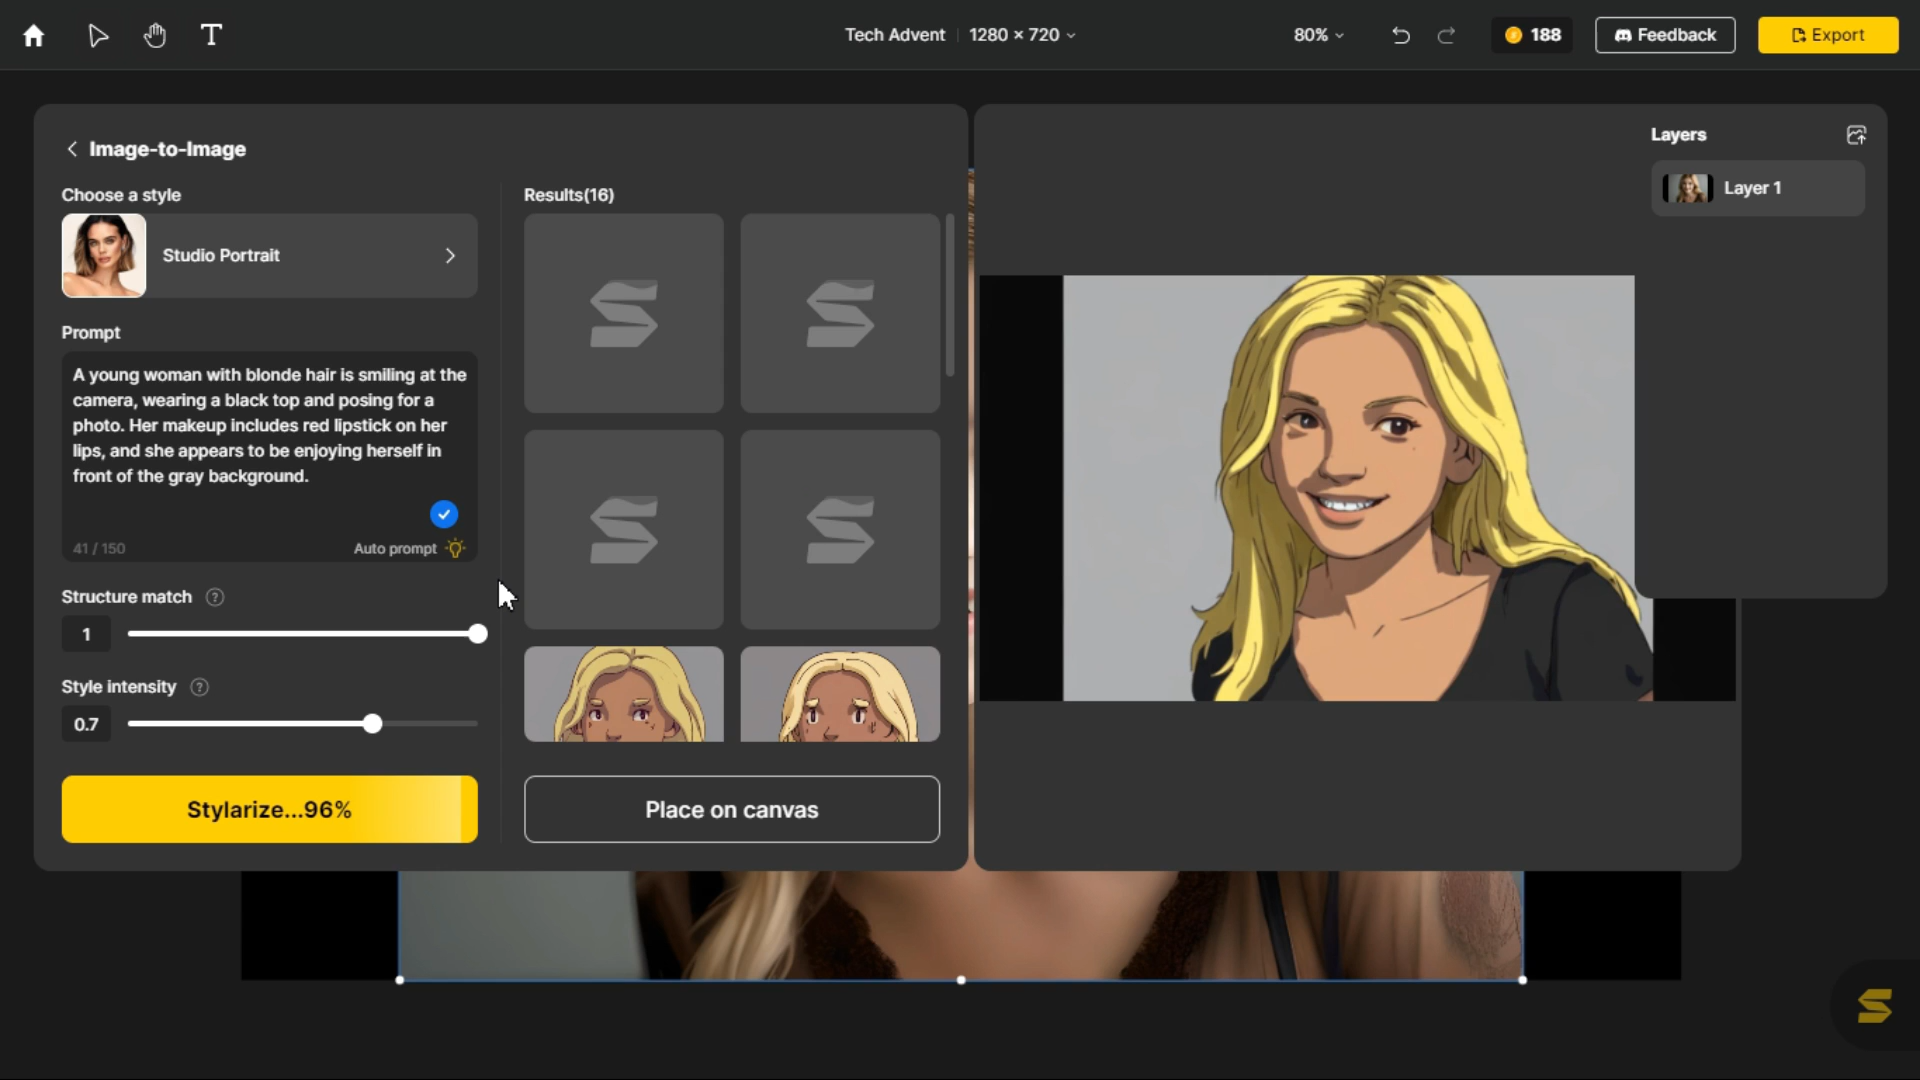 Tech Advent
1280 × 720
80%
188
Feedback
Export
Image-to-Image
Choose a style
Studio Portrait
Prompt
A young woman with blonde hair is smiling at the
camera, wearing a black top and posing for a
photo. Her makeup includes red lipstick on her
lips, and she appears to be enjoying herself in
front of the gray background.
41 / 150
Auto prompt
Structure match ?
1
Style intensity ?
0.7
Stylarize...96%
Results(16)
Place on canvas
Layers
Layer 1